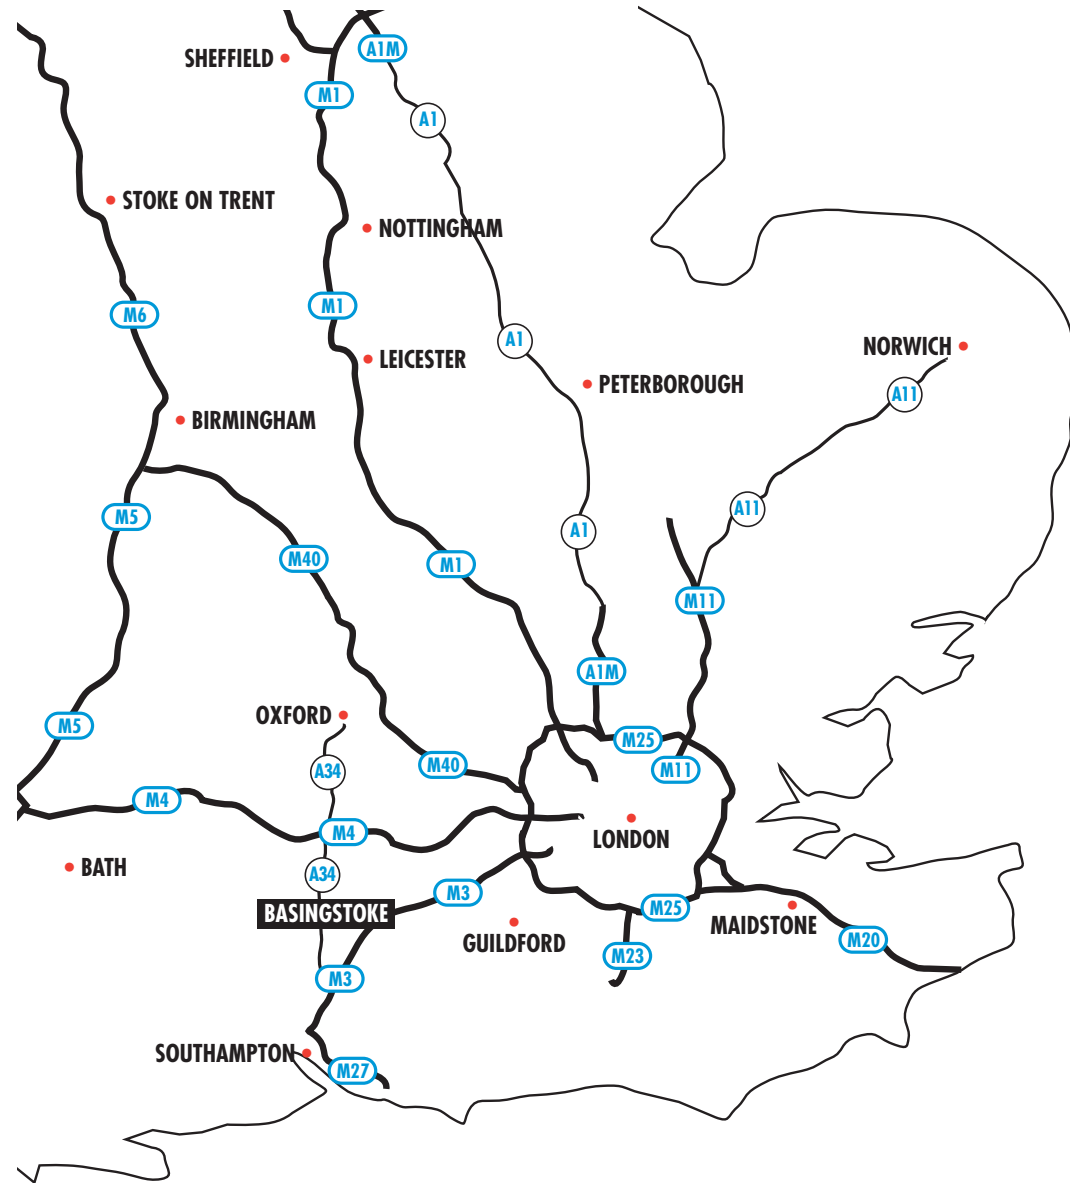 A1M
SHEFFIELD
M1
A1
STOKE ON TRENT
NOTTINGHAM
M1
M6
A1
NORWICH
LEICESTER
PETERBOROUGH
A11
BIRMINGHAM
A11
M5
A1
M40
M1
M11
A1M
OXFORD
M5
M25
M40
M11
A34
M4
M4
LONDON
BATH
A34
M3
BASINGSTOKE
M25
MAIDSTONE
GUILDFORD
M20
M23
M3
SOUTHAMPTON
M27